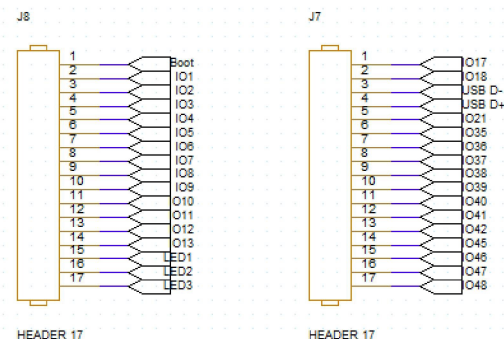 J8
1 Boot
2 IO1
3 IO2
4 IO3
5 IO4
6 IO5
7 IO6
8 IO7
9 IO8
10 IO9
11 O10
12 O11
13 O12
14 O13
15 LED1
16 LED2
17 LED3
HEADER 17
J7
1 IO17
2 IO18
3 USB D-
4 USB D+
5 IO21
6 IO35
7 IO36
8 IO37
9 IO38
10 IO39
11 IO40
12 IO41
13 IO42
14 IO45
15 IO46
16 IO47
17 IO48
HEADER 17